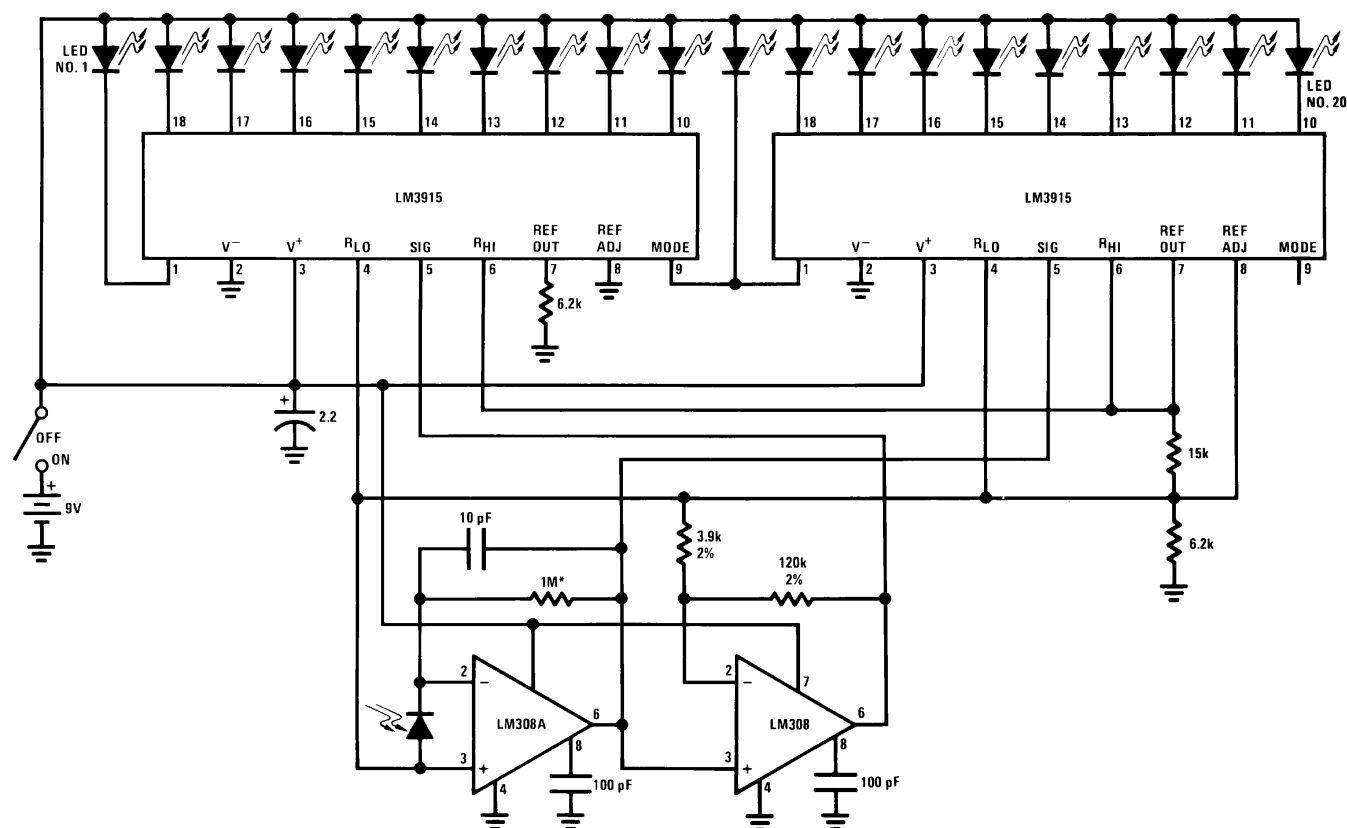 LED
NO. 1
LED
NO. 20
18 17 16 15 14 13 12 11 10
18 17 16 15 14 13 12 11 10
LM3915
LM3915
V− V+ RLO SIG RHI REF OUT REF ADJ MODE
1 2 3 4 5 6 7 8 9
V− V+ RLO SIG RHI REF OUT REF ADJ MODE
1 2 3 4 5 6 7 8 9
6.2k
+
2.2
OFF
ON
+
9V
15k
6.2k
10 pF
1M*
3.9k
2%
120k
2%
2
−
LM308A
6
3
+
8
4
100 pF
2
−
7
LM308
6
3
+
8
4
100 pF